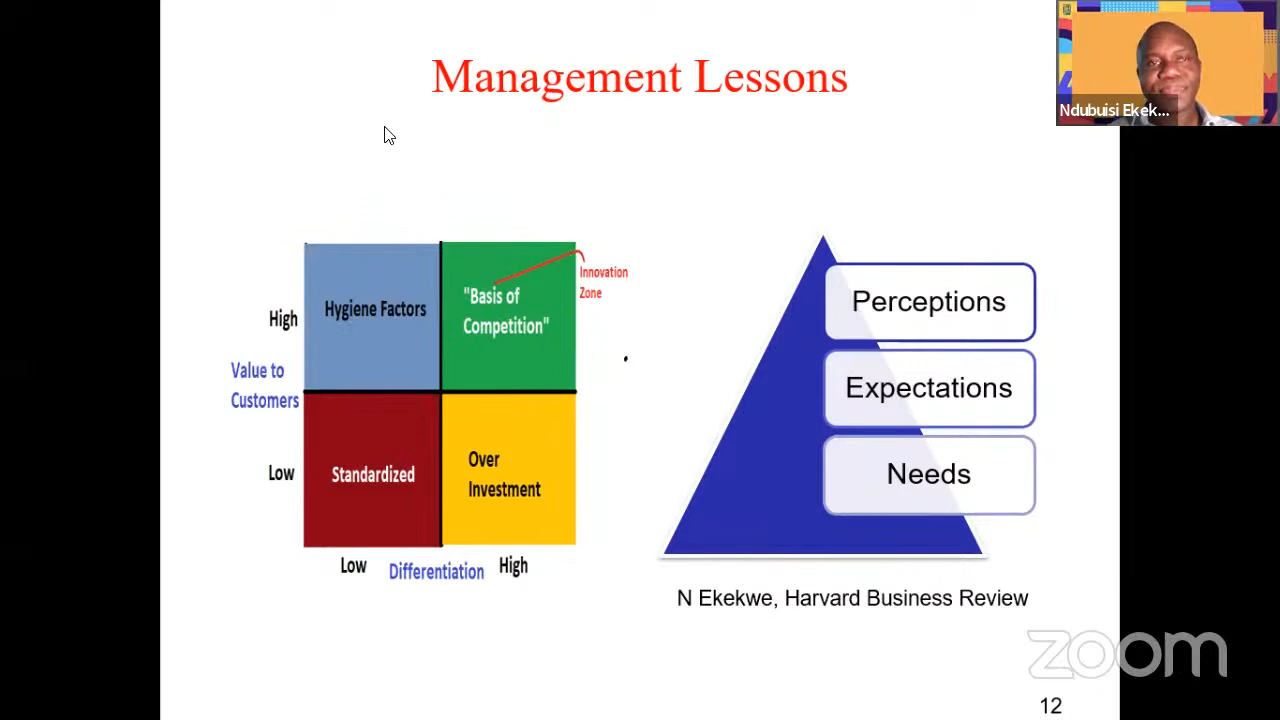 Management Lessons
Ndubuisi Ekek...
Hygiene Factors
"Basis of
Competition"
Innovation
Zone
High
Value to
Customers
Low
Standardized
Over
Investment
Low
Differentiation
High
Perceptions
Expectations
Needs
N Ekekwe, Harvard Business Review
zoom
12